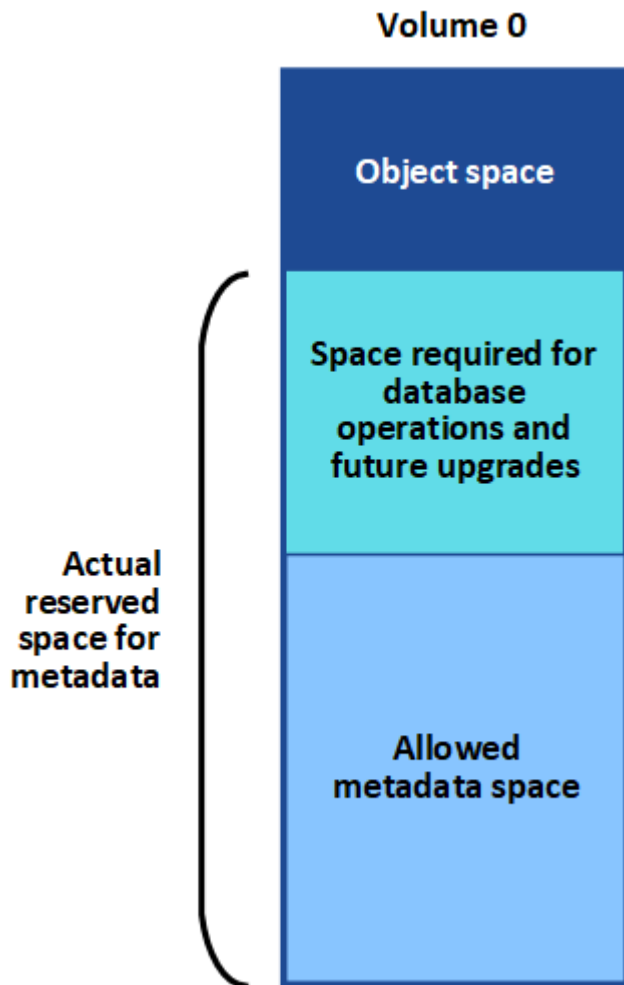 Volume 0
Object space
Space required for
database
operations and
future upgrades
Actual
reserved
space for
metadata
Allowed
metadata space